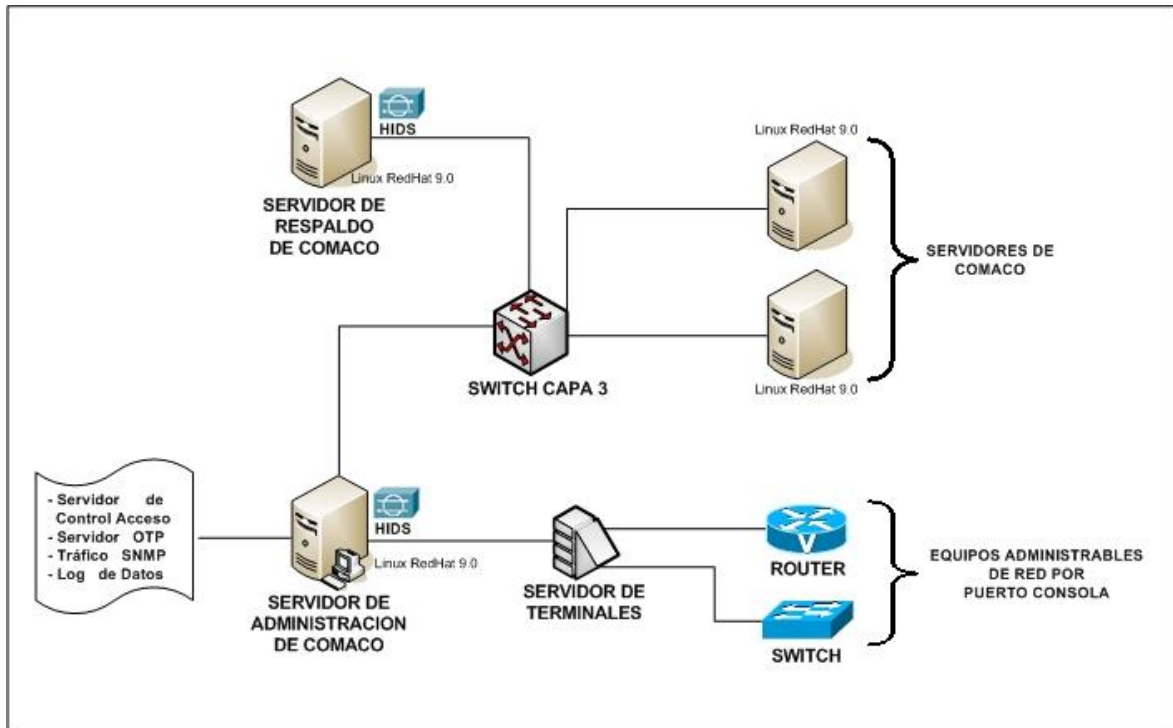 HIDS
Linux RedHat 9.0
SERVIDOR DE
RESPALDO
DE COMACO
Linux RedHat 9.0
SERVIDORES DE
COMACO
Linux RedHat 9.0
SWITCH CAPA 3
- Servidor de
Control Acceso
- Servidor OTP
- Tráfico SNMP
- Log de Datos
HIDS
Linux RedHat 9.0
SERVIDOR DE
ADMINISTRACION
DE COMACO
SERVIDOR DE
TERMINALES
V
ROUTER
SWITCH
EQUIPOS ADMINISTRABLES
DE RED POR
PUERTO CONSOLA